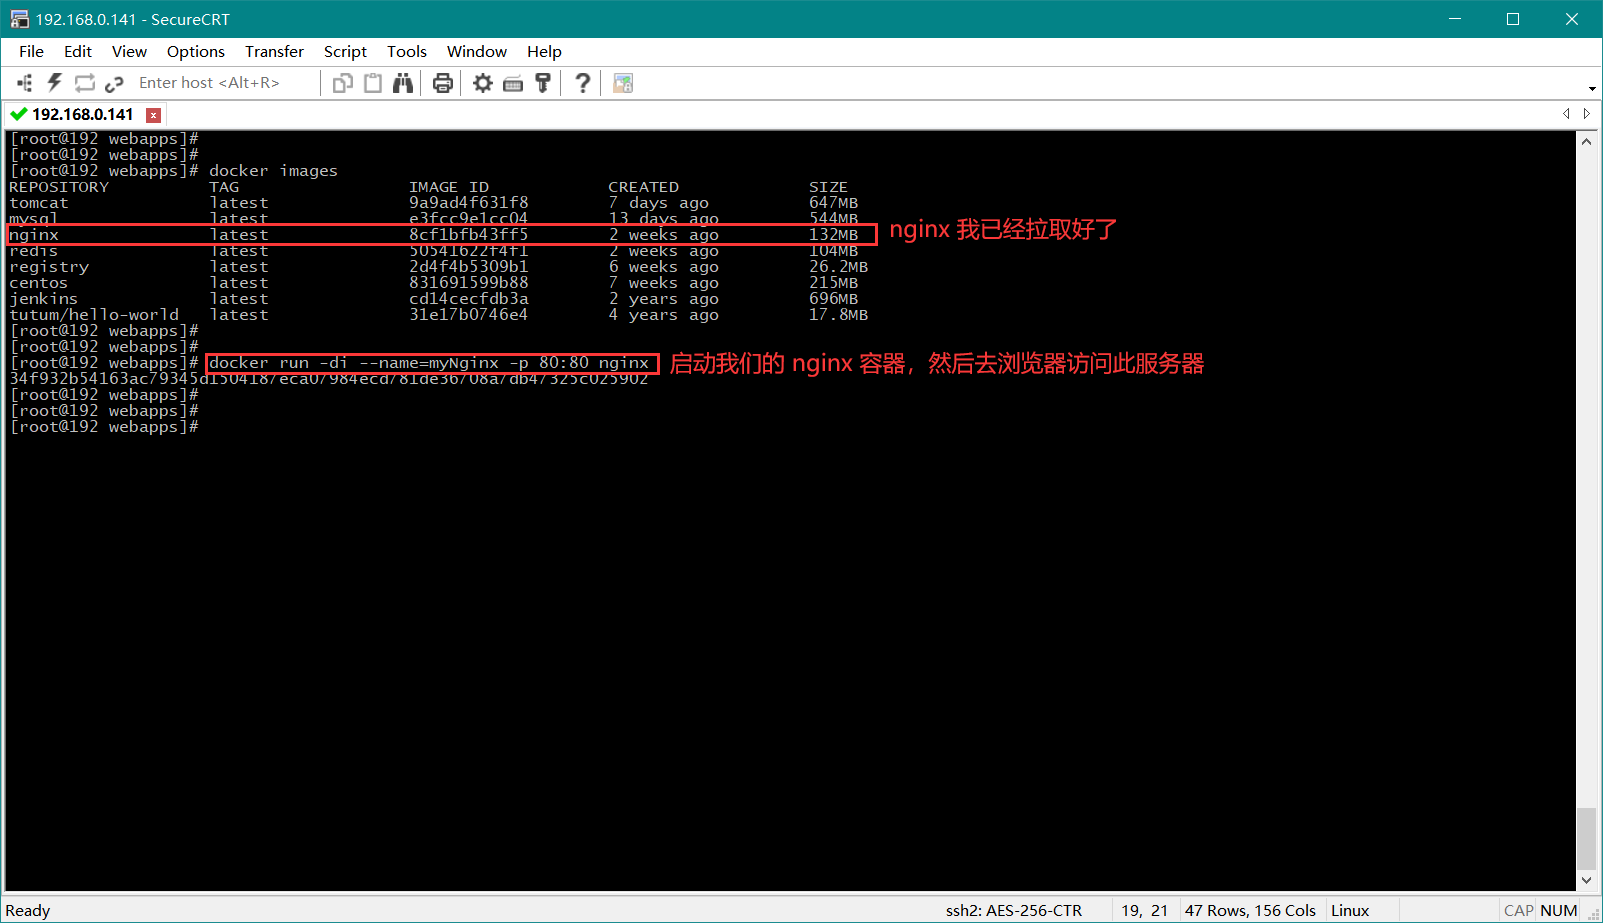 192.168.0.141 - SecureCRT
File Edit View Options Transfer Script Tools Window Help
Enter host <Alt+R>
192.168.0.141
[root@192 webapps]#
[root@192 webapps]#
[root@192 webapps]# docker images
REPOSITORY TAG IMAGE ID CREATED SIZE
tomcat latest 9a9ad4f631f8 7 days ago 647MB
mysql latest e3fcc9e1cc04 13 days ago 544MB
nginx latest 8cf1bfb43ff5 2 weeks ago 132MB nginx 我已经拉取好了
redis latest 50541622f4f1 2 weeks ago 104MB
registry latest 2d4f4b5309b1 6 weeks ago 26.2MB
centos latest 831691599b88 7 weeks ago 215MB
jenkins latest cd14cecfdb3a 2 years ago 696MB
tutum/hello-world latest 31e17b0746e4 4 years ago 17.8MB
[root@192 webapps]#
[root@192 webapps]#
[root@192 webapps]# docker run -di --name=myNginx -p 80:80 nginx 启动我们的 nginx 容器，然后去浏览器访问此服务器
34f932b54163ac79345d1504187eca07984ecd781de36708a7db47325c025902
[root@192 webapps]#
[root@192 webapps]#
[root@192 webapps]#
Ready ssh2: AES-256-CTR 19, 21 47 Rows, 156 Cols Linux CAP NUM